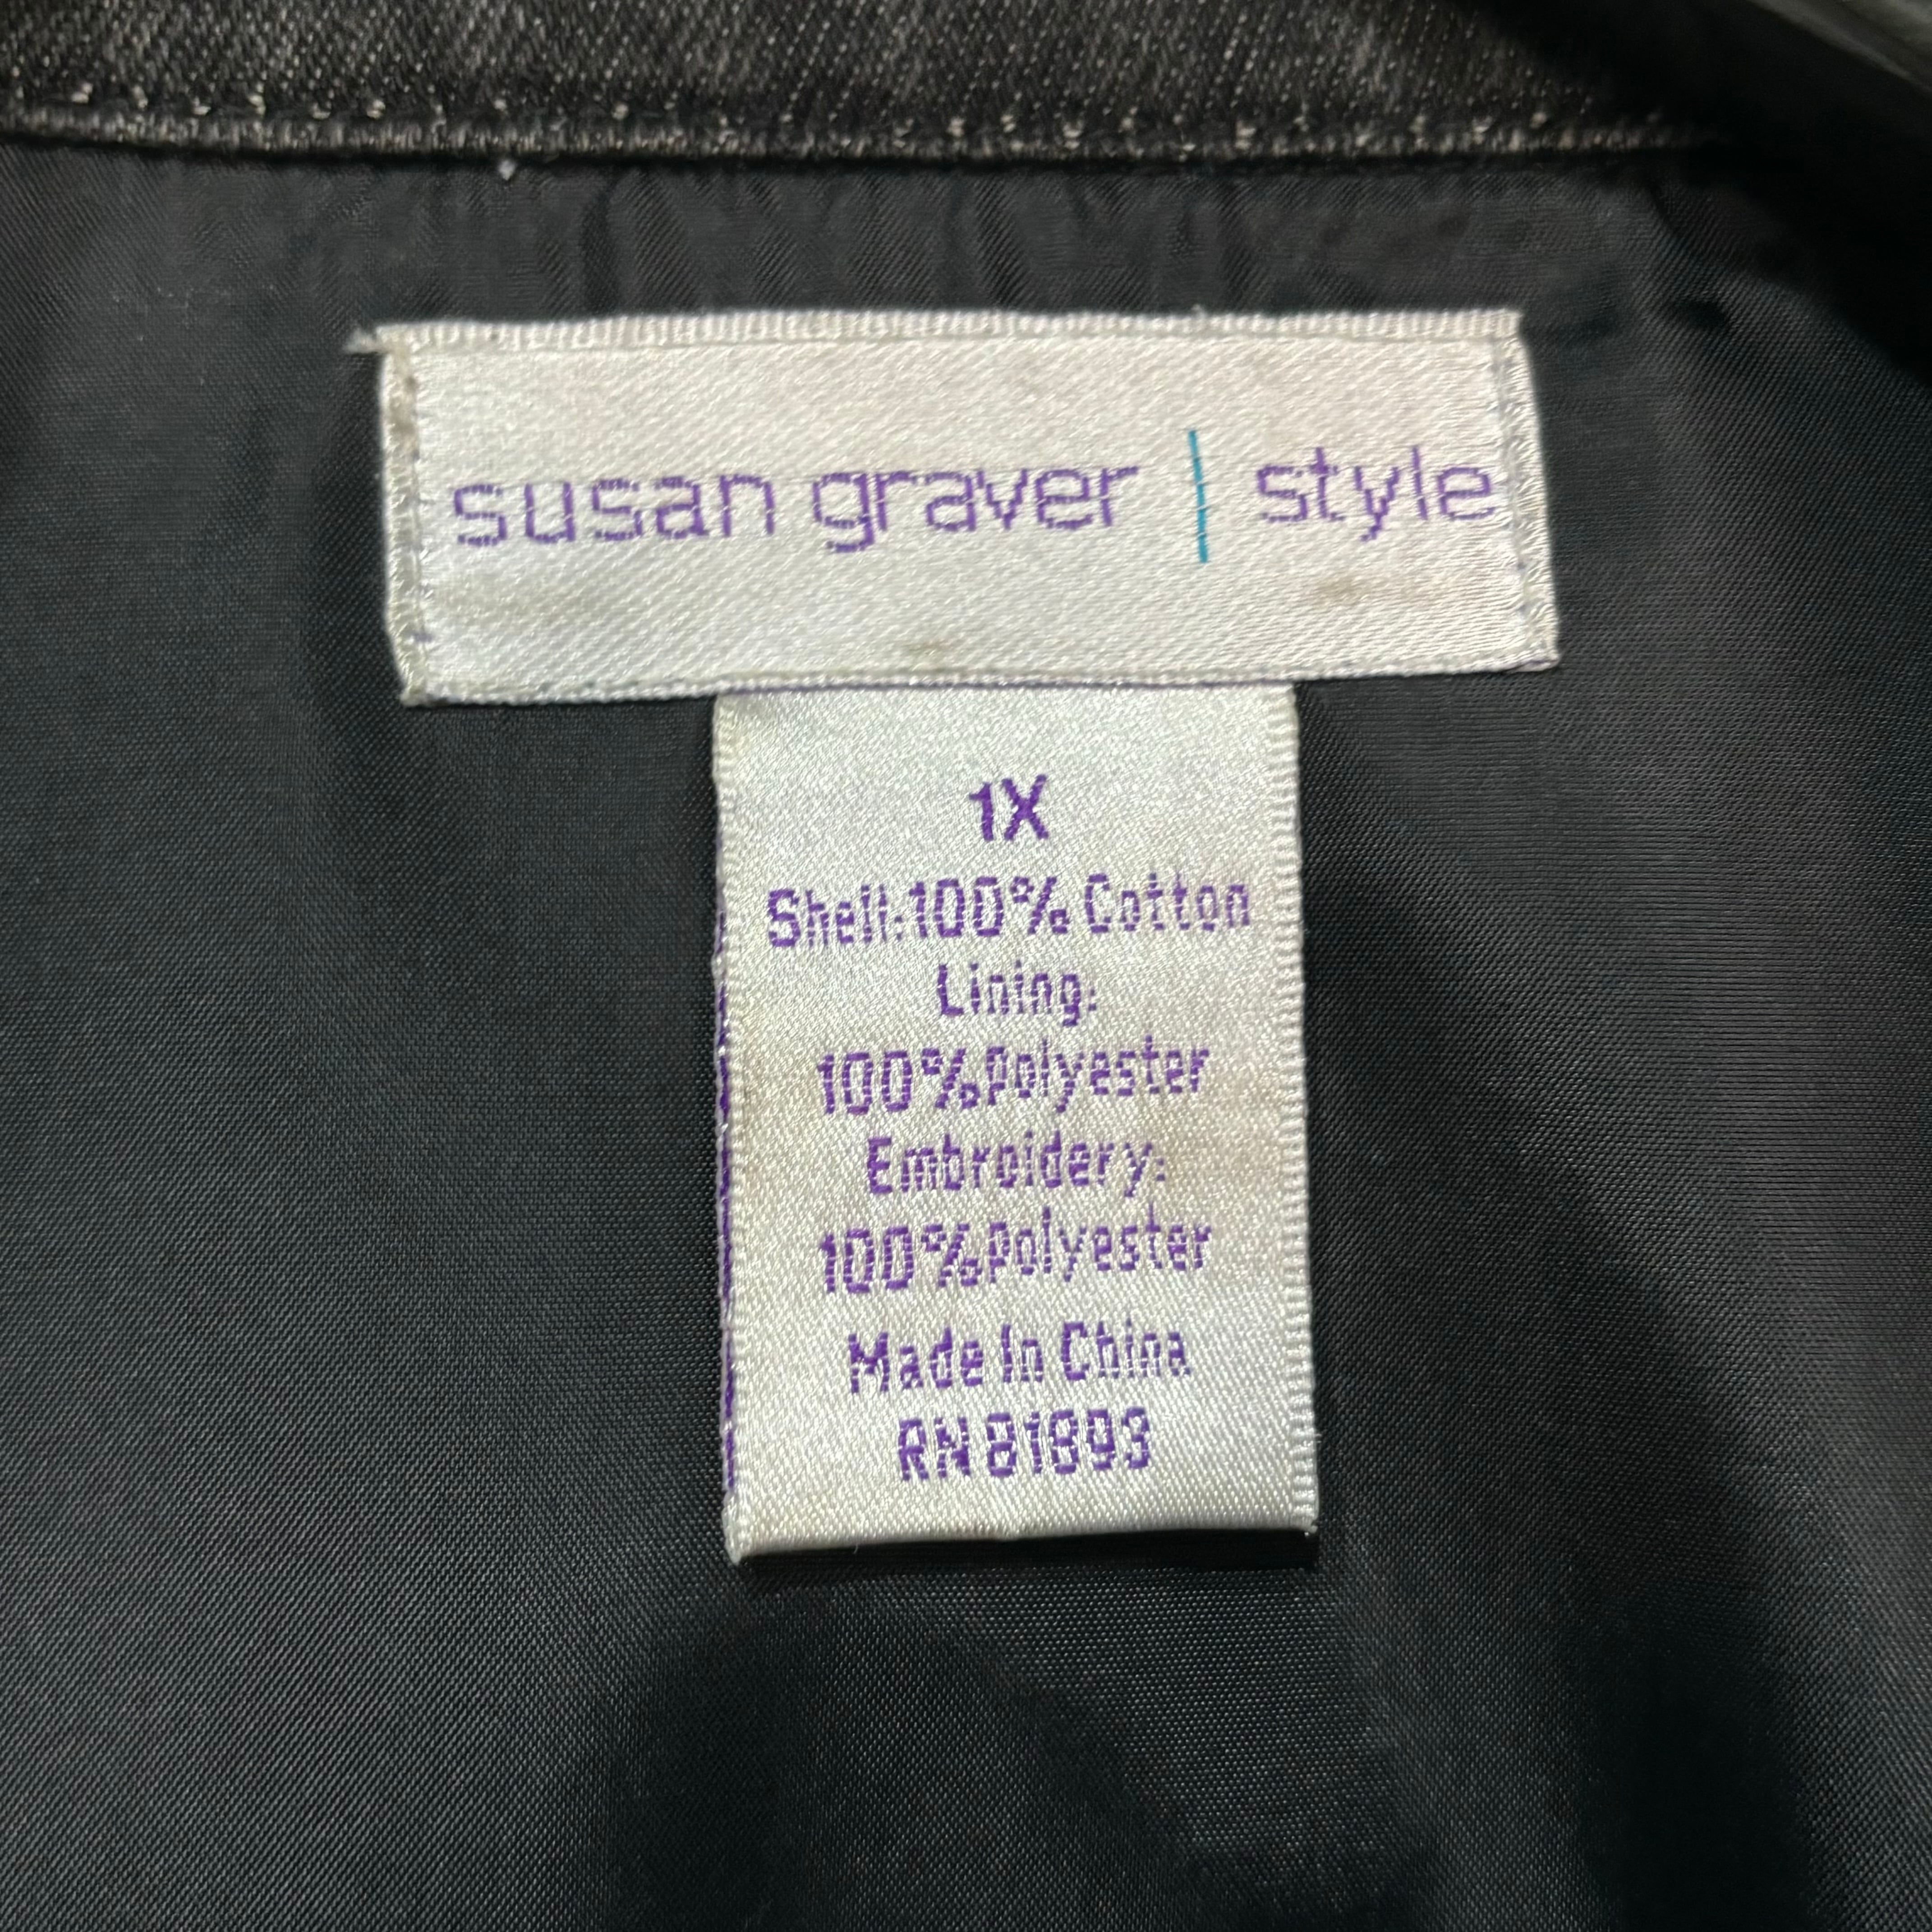 susan graver | style
1X
Shell:100% Cotton
Lining:
100%Polyester
Embroidery:
100%Polyester
Made In China
RN 81893